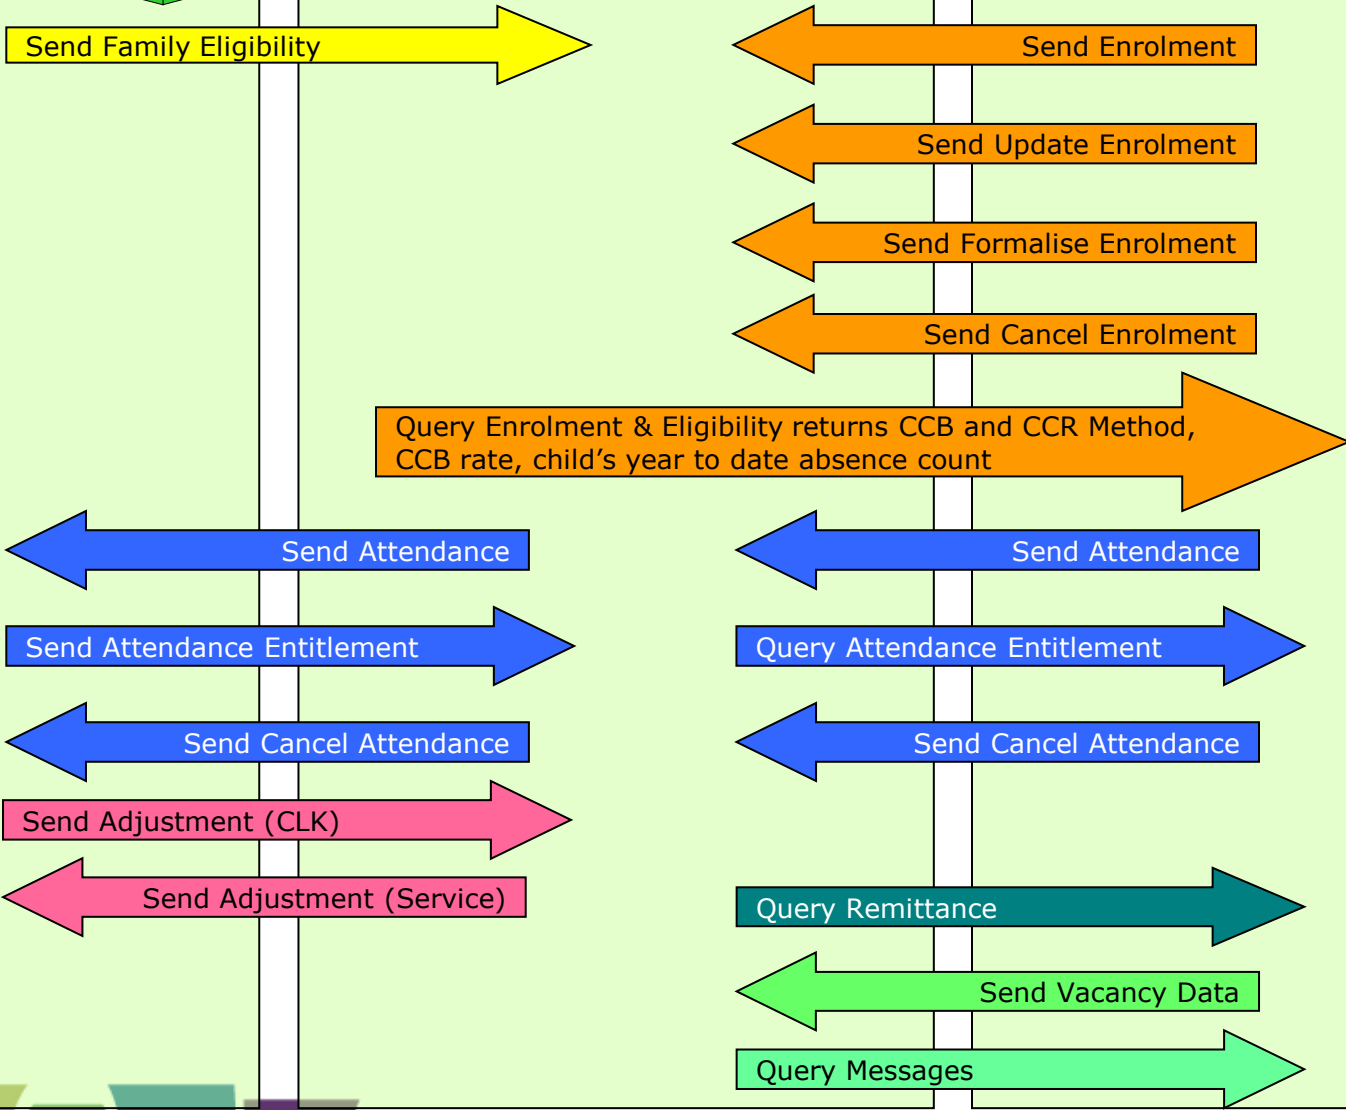 Send Family Eligibility
Send Enrolment
Send Update Enrolment
Send Formalise Enrolment
Send Cancel Enrolment
Query Enrolment & Eligibility returns CCB and CCR Method,
CCB rate, child’s year to date absence count
Send Attendance
Send Attendance
Send Attendance Entitlement
Query Attendance Entitlement
Send Cancel Attendance
Send Cancel Attendance
Send Adjustment (CLK)
Send Adjustment (Service)
Query Remittance
Send Vacancy Data
Query Messages